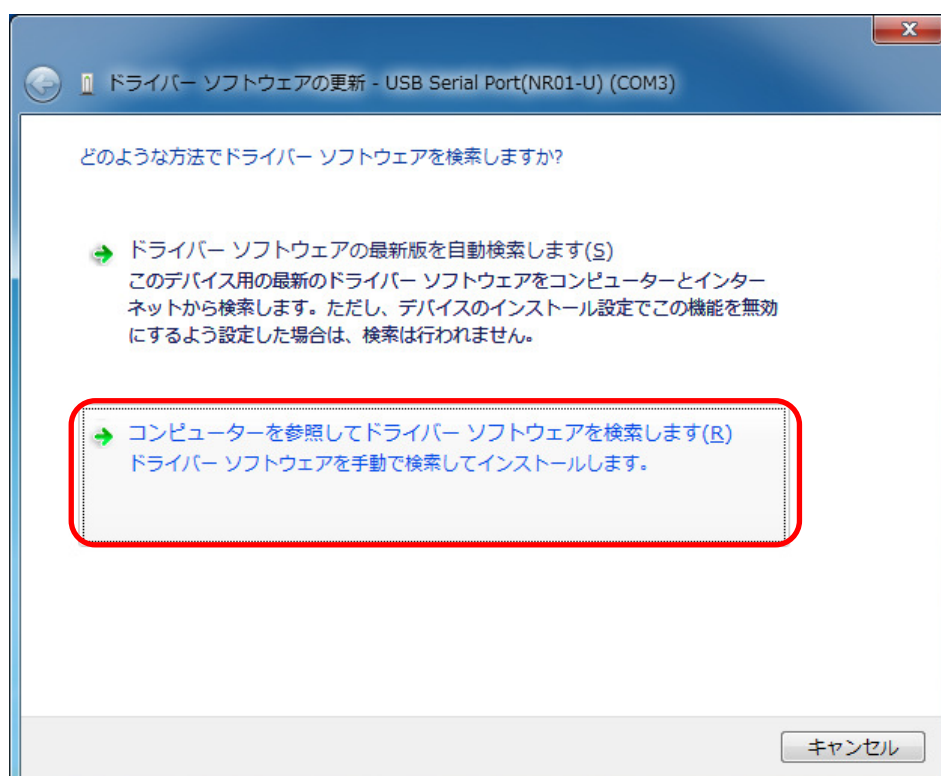 ドライバー ソフトウェアの更新 - USB Serial Port(NR01-U) (COM3)
どのような方法でドライバー ソフトウェアを検索しますか?
ドライバー ソフトウェアの最新版を自動検索します(S)
このデバイス用の最新のドライバー ソフトウェアをコンピューターとインター
ネットから検索します。ただし、デバイスのインストール設定でこの機能を無効
にするよう設定した場合は、検索は行われません。
コンピューターを参照してドライバー ソフトウェアを検索します(R)
ドライバー ソフトウェアを手動で検索してインストールします。
キャンセル